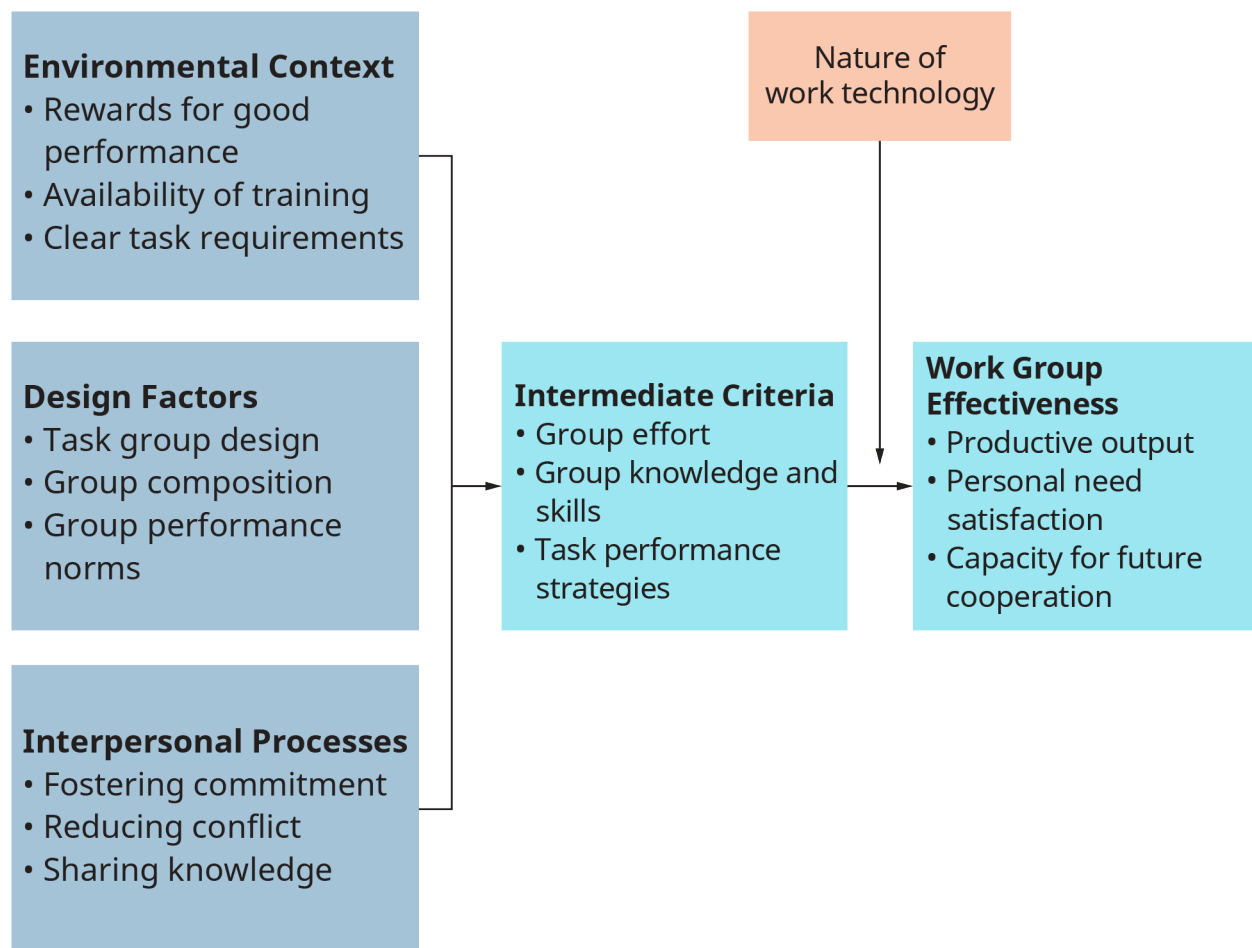 Environmental Context
• Rewards for good
performance
• Availability of training
• Clear task requirements
Nature of
work technology
Design Factors
• Task group design
• Group composition
• Group performance
norms
Intermediate Criteria
• Group effort
• Group knowledge and
skills
• Task performance
strategies
Work Group
Effectiveness
• Productive output
• Personal need
satisfaction
• Capacity for future
cooperation
Interpersonal Processes
• Fostering commitment
• Reducing conflict
• Sharing knowledge